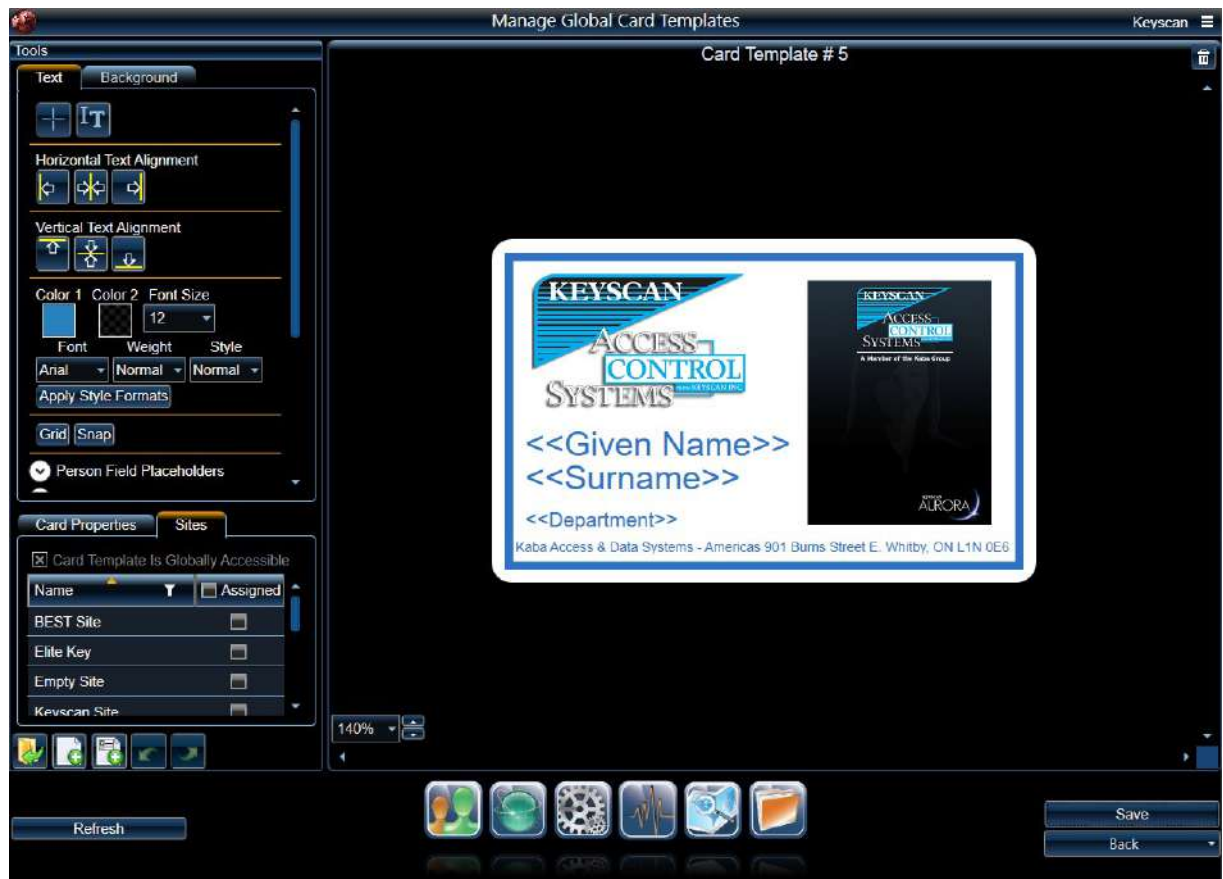 Manage Global Card Templates
Keyscan
Tools
Text
Background
Horizontal Text Alignment
Vertical Text Alignment
Color 1 Color 2 Font Size
12
Font Weight Style
Arial Normal Normal
Apply Style Formats
Grid Snap
Person Field Placeholders
Card Properties
Sites
Card Template Is Globally Accessible
Name Assigned
BEST Site
Elite Key
Empty Site
Keyscan Site
Refresh
Card Template # 5
KEYSCAN
ACCESS
CONTROL
SYSTEMS
<<Given Name>>
<<Surname>>
<<Department>>
Kaba Access & Data Systems - Americas 901 Burns Street E. Whitby, ON L1N 0E6
KEYSCAN
ACCESS
CONTROL
SYSTEMS
A Member of the Kaba Group
AURORA
140%
Save
Back